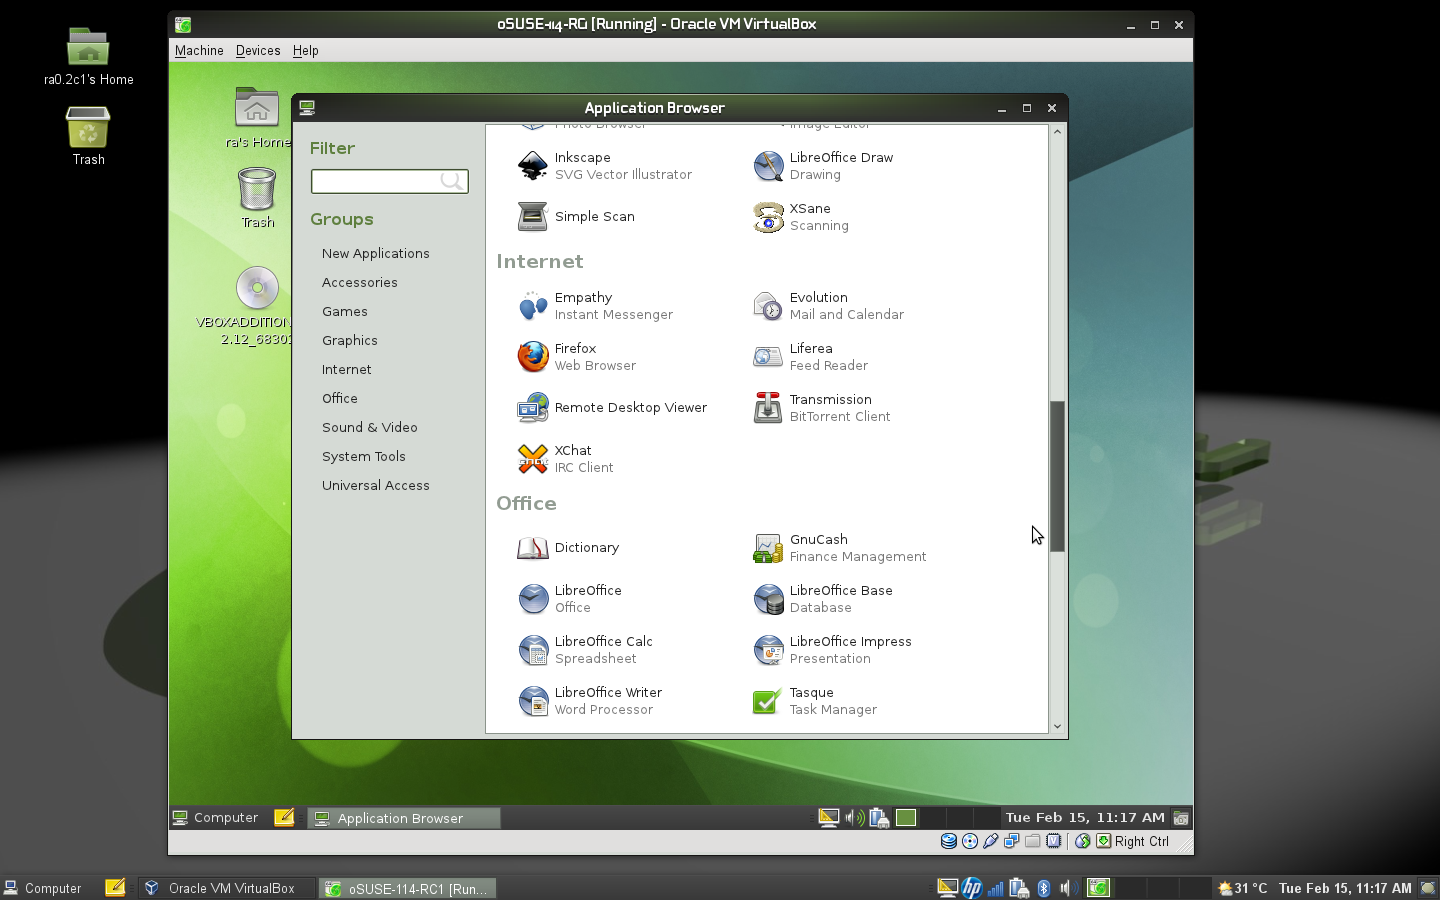 oSUSE-114-RC1 [Running] - Oracle VM VirtualBox
Machine Devices Help
ra0.2c1's Home
Trash
ra's Home
Trash
VBOXADDITION
2.12_6830
Application Browser
Filter
Groups
New Applications
Accessories
Games
Graphics
Internet
Office
Sound & Video
System Tools
Universal Access
Photo Browser
Image Editor
Inkscape
SVG Vector Illustrator
LibreOffice Draw
Drawing
Simple Scan
XSane
Scanning
Internet
Empathy
Instant Messenger
Evolution
Mail and Calendar
Firefox
Web Browser
Liferea
Feed Reader
Remote Desktop Viewer
Transmission
BitTorrent Client
XChat
IRC Client
Office
Dictionary
GnuCash
Finance Management
LibreOffice
Office
LibreOffice Base
Database
LibreOffice Calc
Spreadsheet
LibreOffice Impress
Presentation
LibreOffice Writer
Word Processor
Tasque
Task Manager
Computer
Application Browser
Tue Feb 15, 11:17 AM
Right Ctrl
Computer
Oracle VM VirtualBox
oSUSE-114-RC1 [Run...
31 °C
Tue Feb 15, 11:17 AM